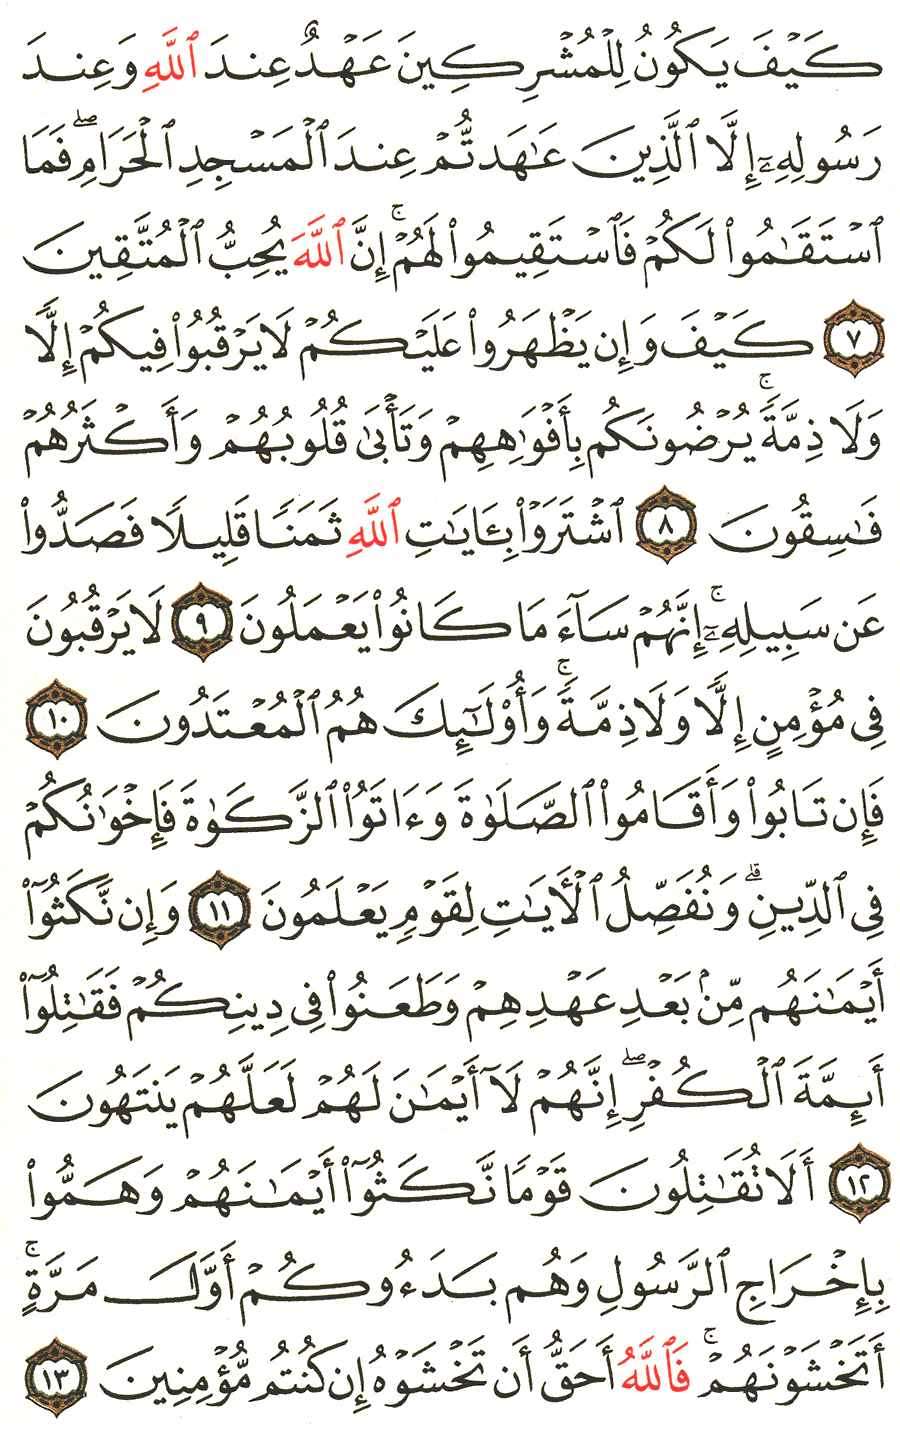 كَيْفَ يَكُونُ لِلْمُشْرِكِينَ عَهْدٌ عِندَ ٱللَّهِ وَعِندَ
رَسُولِهِۦٓ إِلَّا ٱلَّذِينَ عَٰهَدتُّمْ عِندَ ٱلْمَسْجِدِ ٱلْحَرَامِ ۖ فَمَا
ٱسْتَقَٰمُوا۟ لَكُمْ فَٱسْتَقِيمُوا۟ لَهُمْ ۚ إِنَّ ٱللَّهَ يُحِبُّ ٱلْمُتَّقِينَ
٧ كَيْفَ وَإِن يَظْهَرُوا۟ عَلَيْكُمْ لَا يَرْقُبُوا۟ فِيكُمْ إِلًّا
وَلَا ذِمَّةً ۚ يُرْضُونَكُم بِأَفْوَٰهِهِمْ وَتَأْبَىٰ قُلُوبُهُمْ وَأَكْثَرُهُمْ
فَٰسِقُونَ ٨ ٱشْتَرَوْا۟ بِـَٔايَٰتِ ٱللَّهِ ثَمَنًا قَلِيلًا فَصَدُّوا۟
عَن سَبِيلِهِۦٓ ۚ إِنَّهُمْ سَآءَ مَا كَانُوا۟ يَعْمَلُونَ ٩ لَا يَرْقُبُونَ
فِى مُؤْمِنٍ إِلًّا وَلَا ذِمَّةً ۚ وَأُو۟لَٰٓئِكَ هُمُ ٱلْمُعْتَدُونَ ١٠
فَإِن تَابُوا۟ وَأَقَامُوا۟ ٱلصَّلَوٰةَ وَءَاتَوُا۟ ٱلزَّكَوٰةَ فَإِخْوَٰنُكُمْ
فِى ٱلدِّينِ ۗ وَنُفَصِّلُ ٱلْـَٔايَٰتِ لِقَوْمٍ يَعْلَمُونَ ١١ وَإِن نَّكَثُوٓا۟
أَيْمَٰنَهُم مِّنۢ بَعْدِ عَهْدِهِمْ وَطَعَنُوا۟ فِى دِينِكُمْ فَقَٰتِلُوٓا۟
أَئِمَّةَ ٱلْكُفْرِ ۙ إِنَّهُمْ لَآ أَيْمَٰنَ لَهُمْ لَعَلَّهُمْ يَنتَهُونَ
١٢ أَلَا تُقَٰتِلُونَ قَوْمًا نَّكَثُوٓا۟ أَيْمَٰنَهُمْ وَهَمُّوا۟
بِإِخْرَاجِ ٱلرَّسُولِ وَهُم بَدَءُوكُمْ أَوَّلَ مَرَّةٍ ۚ
أَتَخْشَوْنَهُمْ ۚ فَٱللَّهُ أَحَقُّ أَن تَخْشَوْهُ إِن كُنتُم مُّؤْمِنِينَ ١٣